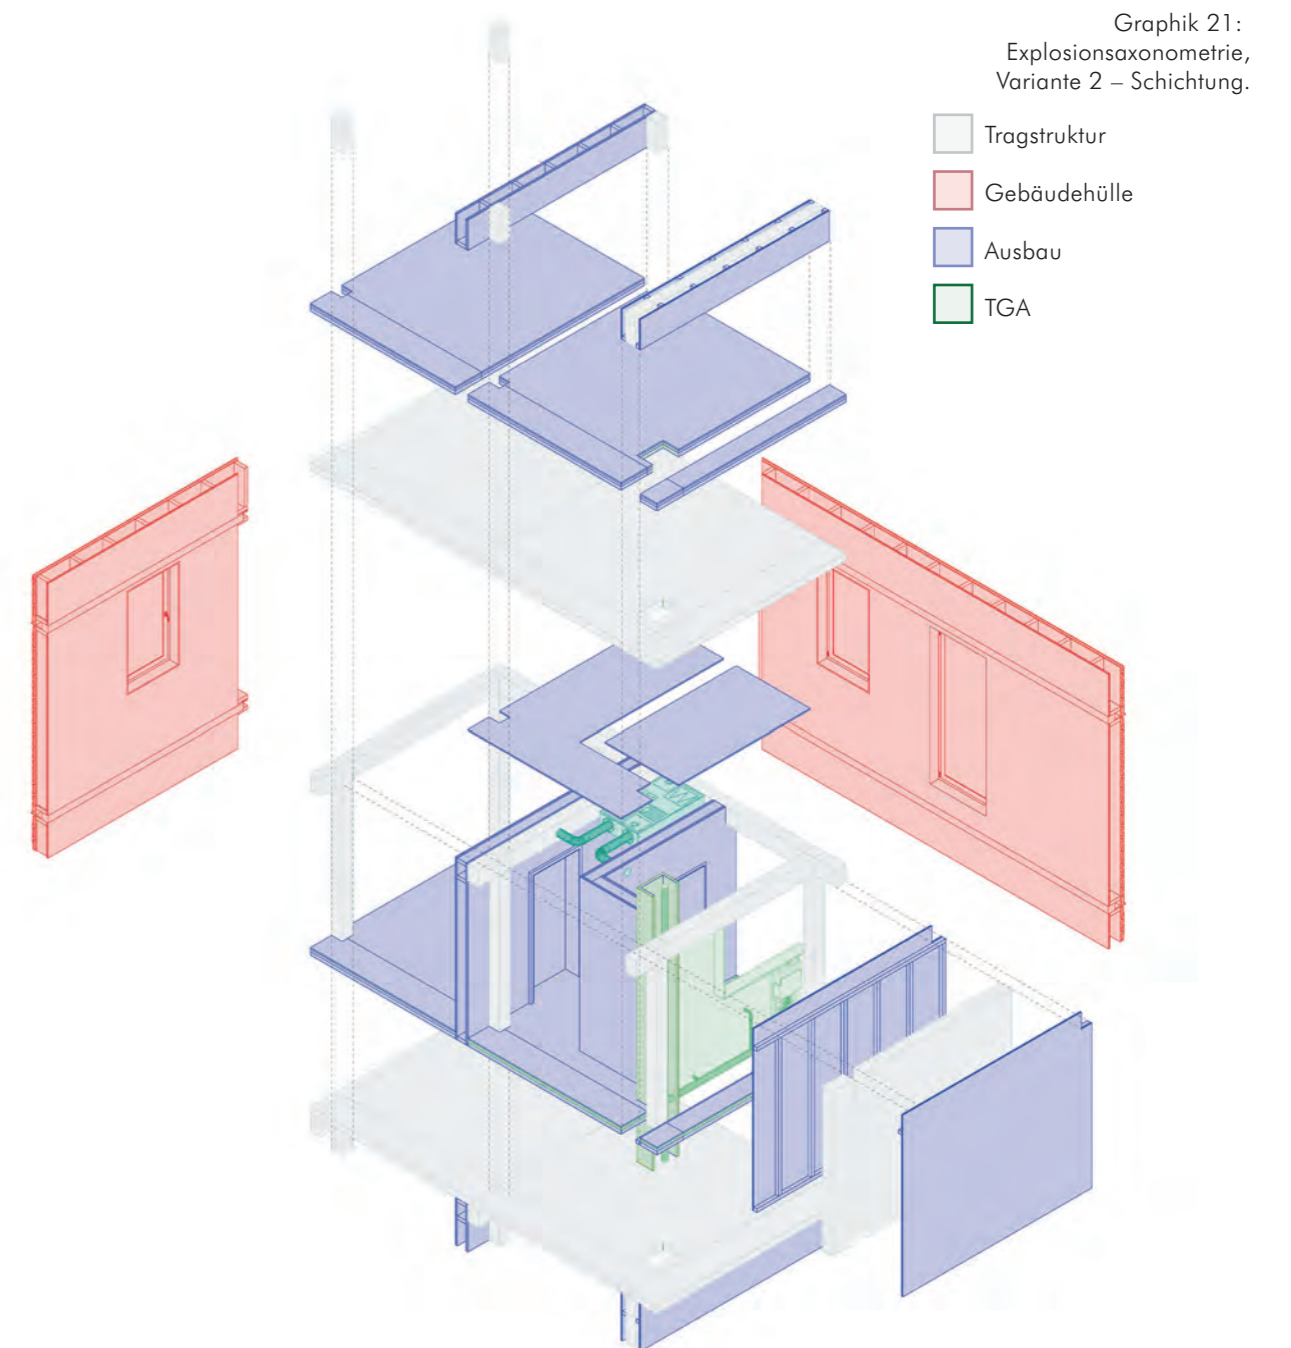 Graphik 21:
Explosionsaxonometrie,
Variante 2 – Schichtung.
Tragstruktur
Gebäudehülle
Ausbau
TGA